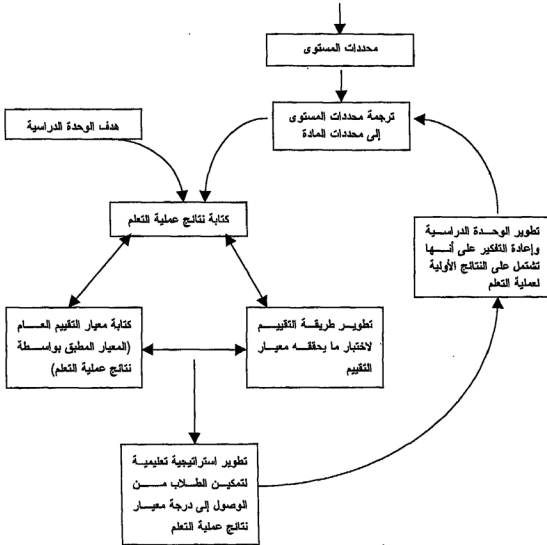 محددات المستوى
ترجمة محددات المستوى
إلى محددات المادة
هدف الوحدة الدراسية
كتابة نتائج عملية التعلم
تطوير الوحدة الدراسية
وإعادة التفكير على أنها
تشتمل على النتائج الأولية
لعملية التعلم
تطوير طريقة التقييم
لاختبار ما يحققه معيار
التقييم
كتابة معيار التقييم العام
(المعيار المطبق بواسطة
نتائج عملية التعلم)
تطوير استراتيجية تعليمية
لتمكين الطلاب من
الوصول إلى درجة معيار
نتائج عملية التعلم